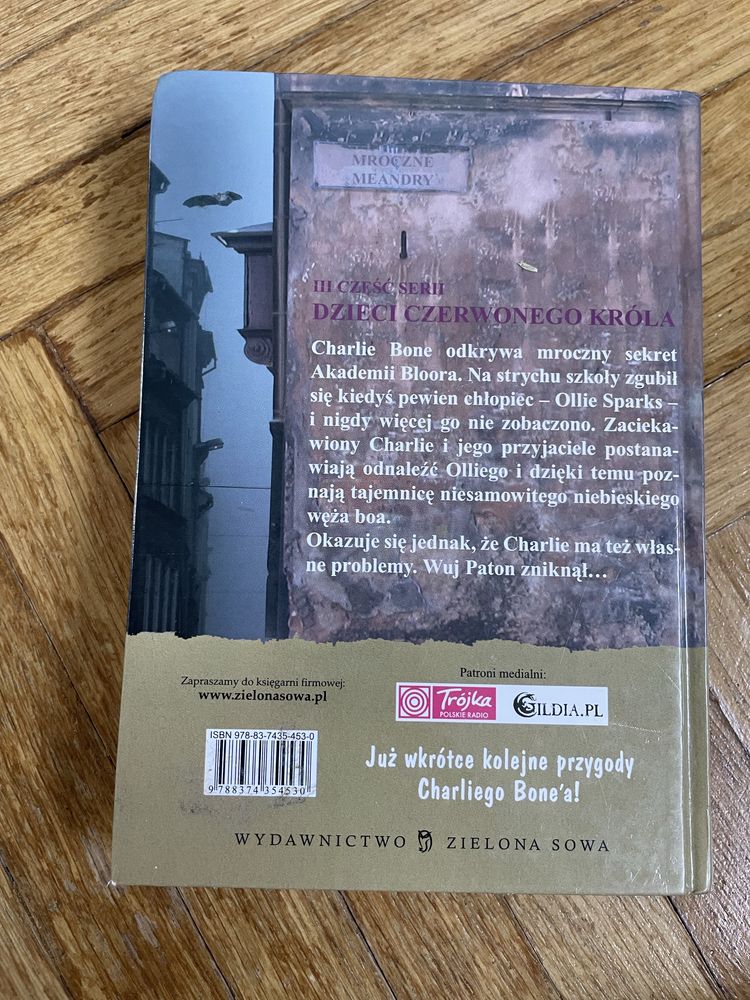 MROCZNE
MEANDRY
III CZĘŚĆ SERII
DZIECI CZERWONEGO KRÓLA
Charlie Bone odkrywa mroczny sekret
Akademii Bloora. Na strychu szkoły zgubił
się kiedyś pewien chłopiec – Ollie Sparks –
i nigdy więcej go nie zobaczono. Zacieka-
wiony Charlie i jego przyjaciele postana-
wiają odnaleźć Olliego i dzięki temu poz-
nają tajemnicę niesamowitego niebieskiego
węża boa.
Okazuje się jednak, że Charlie ma też włas-
ne problemy. Wuj Paton zniknął...
Zapraszamy do księgarni firmowej:
www.zielonasowa.pl
Patroni medialni:
Trójka
POLSKIE RADIO
GILDIA.PL
ISBN 978-83-7435-453-0
9 788374 354530
Już wkrótce kolejne przygody
Charliego Bone'a!
WYDAWNICTWO ZIELONA SOWA